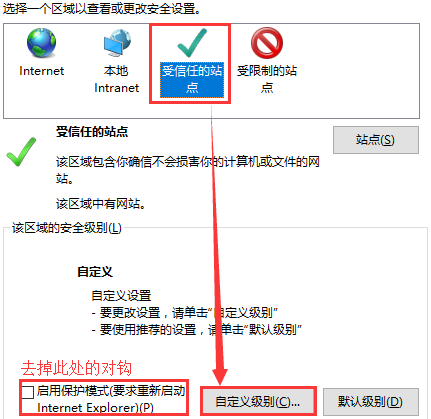 选择一个区域以查看或更改安全设置。
Internet
本地
Intranet
受信任的站
点
受限制的站
点
受信任的站点
站点(S)
该区域包含你确信不会损害你的计算机或文件的网
站。
该区域中有网站。
该区域的安全级别(L)
自定义
自定义设置
- 要更改设置，请单击“自定义级别”
- 要使用推荐的设置，请单击“默认级别”
去掉此处的对钩
启用保护模式(要求重新启动
Internet Explorer)(P)
自定义级别(C)...
默认级别(D)